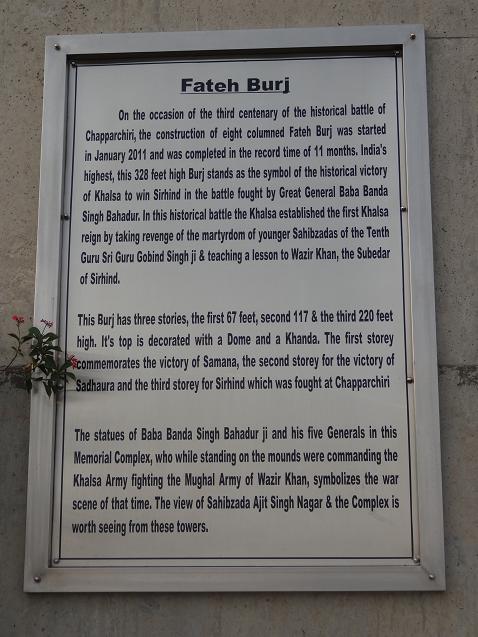 Fateh Burj
On the occasion of the third centenary of the historical battle of
Chapparchiri, the construction of eight columned Fateh Burj was started
in January 2011 and was completed in the record time of 11 months. India's
highest, this 328 feet high Burj stands as the symbol of the historical victory
of Khalsa to win Sirhind in the battle fought by Great General Baba Banda
Singh Bahadur. In this historical battle the Khalsa established the first Khalsa
reign by taking revenge of the martyrdom of younger Sahibzadas of the Tenth
Guru Sri Guru Gobind Singh ji & teaching a lesson to Wazir Khan, the Subedar
of Sirhind.
This Burj has three stories, the first 67 feet, second 117 & the third 220 feet
high. It's top is decorated with a Dome and a Khanda. The first storey
commemorates the victory of Samana, the second storey for the victory of
Sadhaura and the third storey for Sirhind which was fought at Chapparchiri
The statues of Baba Banda Singh Bahadur ji and his five Generals in this
Memorial Complex, who while standing on the mounds were commanding the
Khalsa Army fighting the Mughal Army of Wazir Khan, symbolizes the war
scene of that time. The view of Sahibzada Ajit Singh Nagar & the Complex is
worth seeing from these towers.